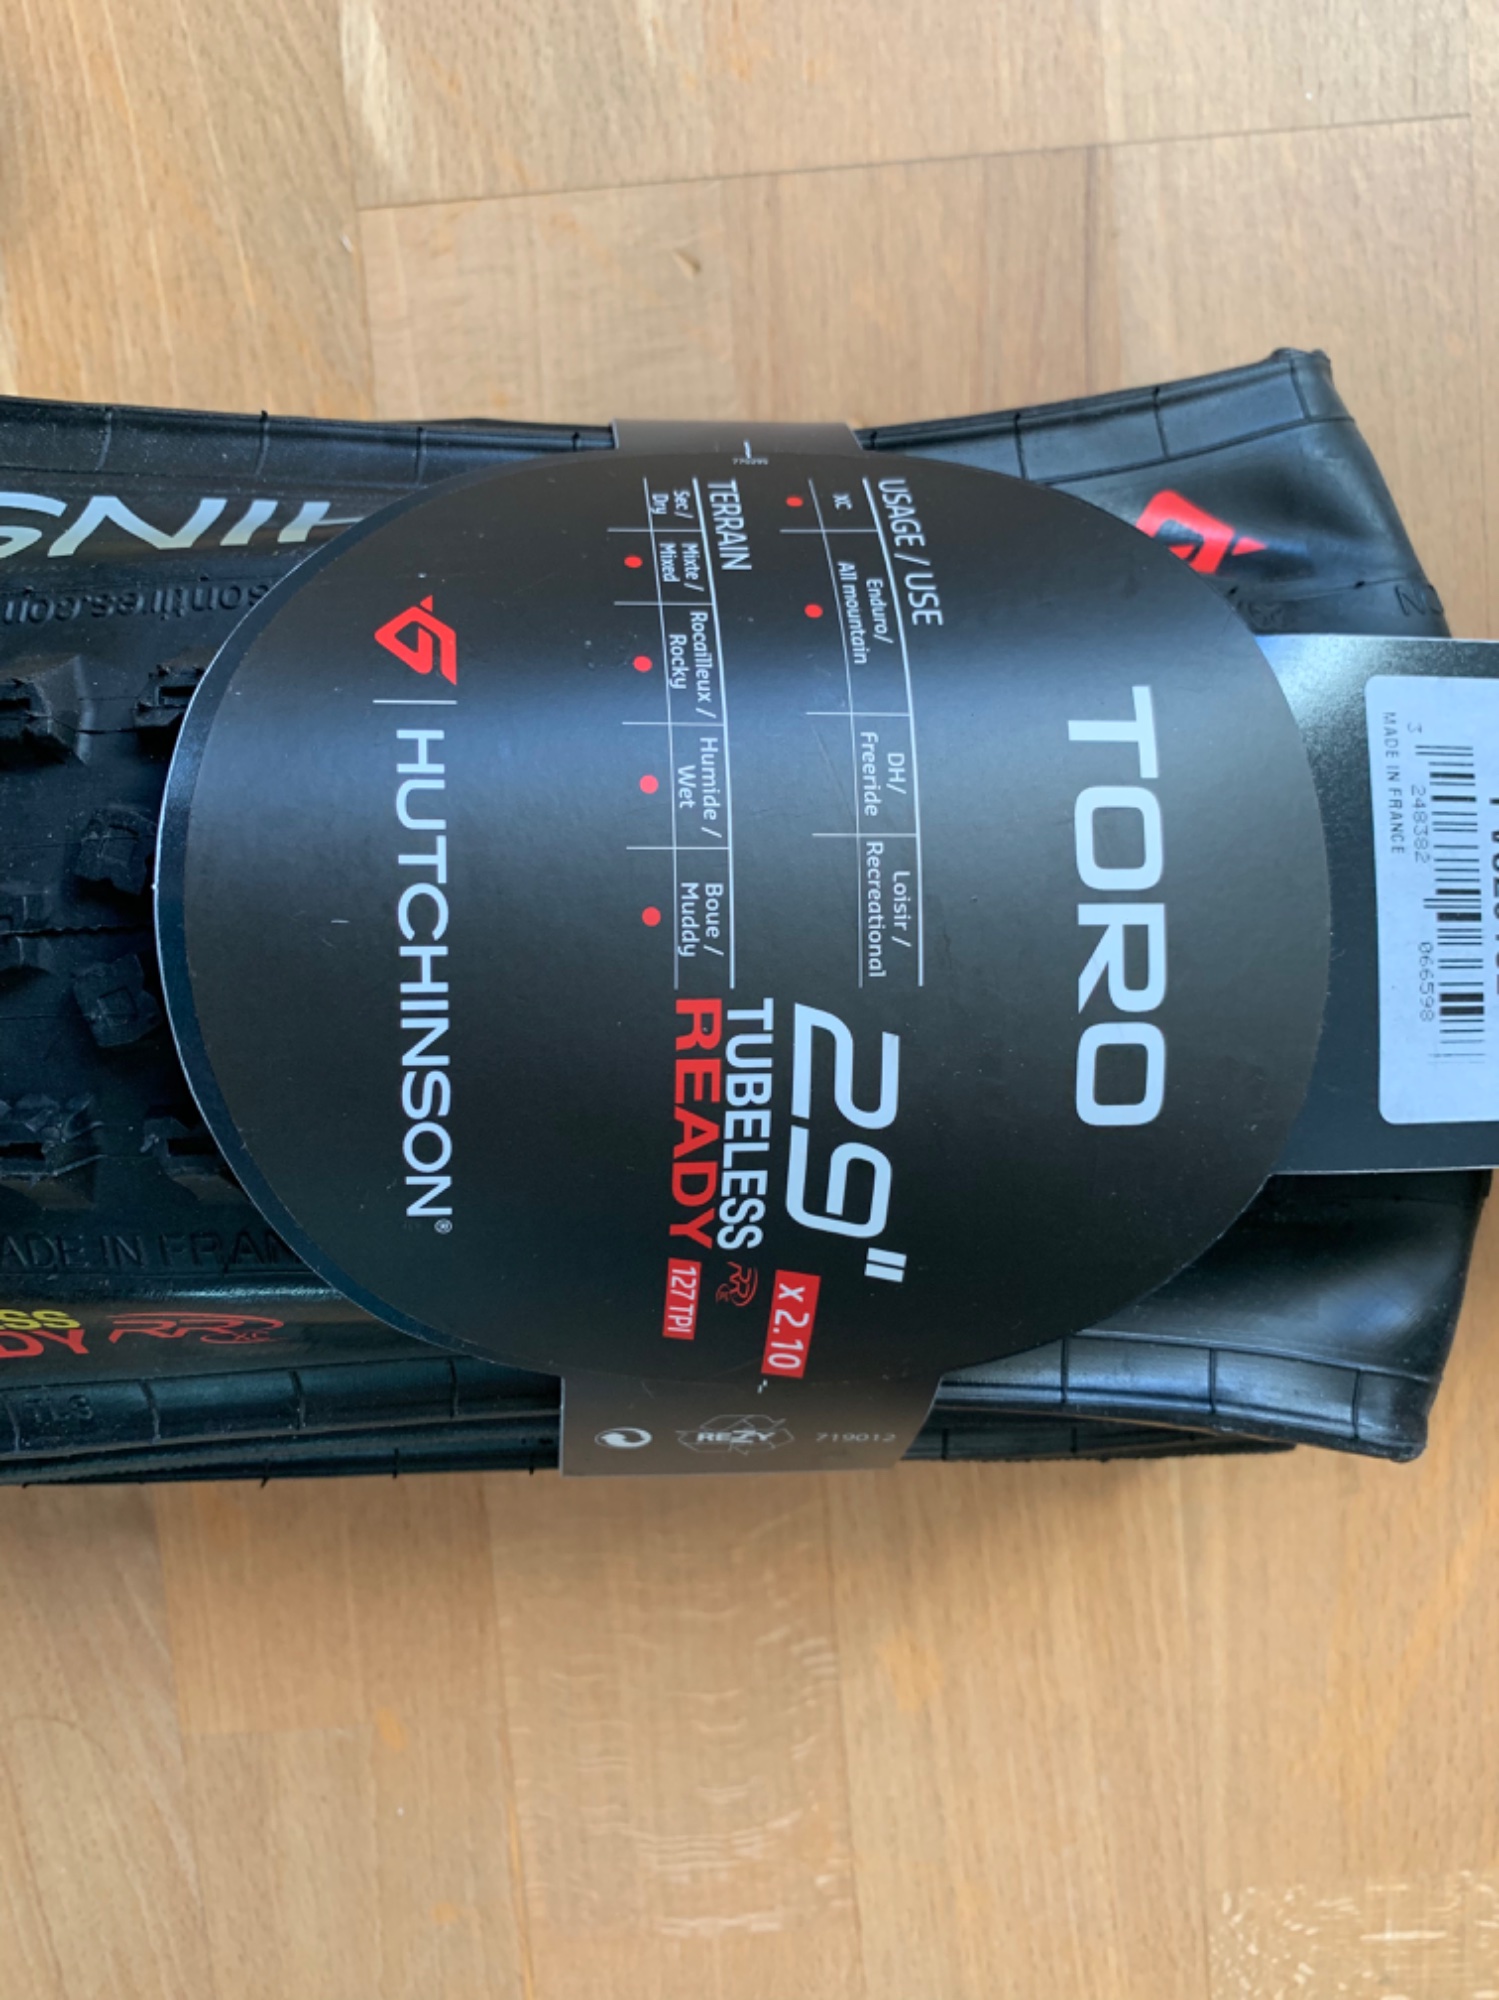 TORO
USAGE / USE
XC
Enduro/
All mountain
DH/
Freeride
Loisir /
Recreational
TERRAIN
Sec/
Dry
Mixte /
Mixed
Rocailleux /
Rocky
Humide /
Wet
Boue /
Muddy
29"
x 2.10
TUBELESS
READY
127 TPI
HUTCHINSON®
REZY
719012
3 248382 066598
MADE IN FRANCE
TLS